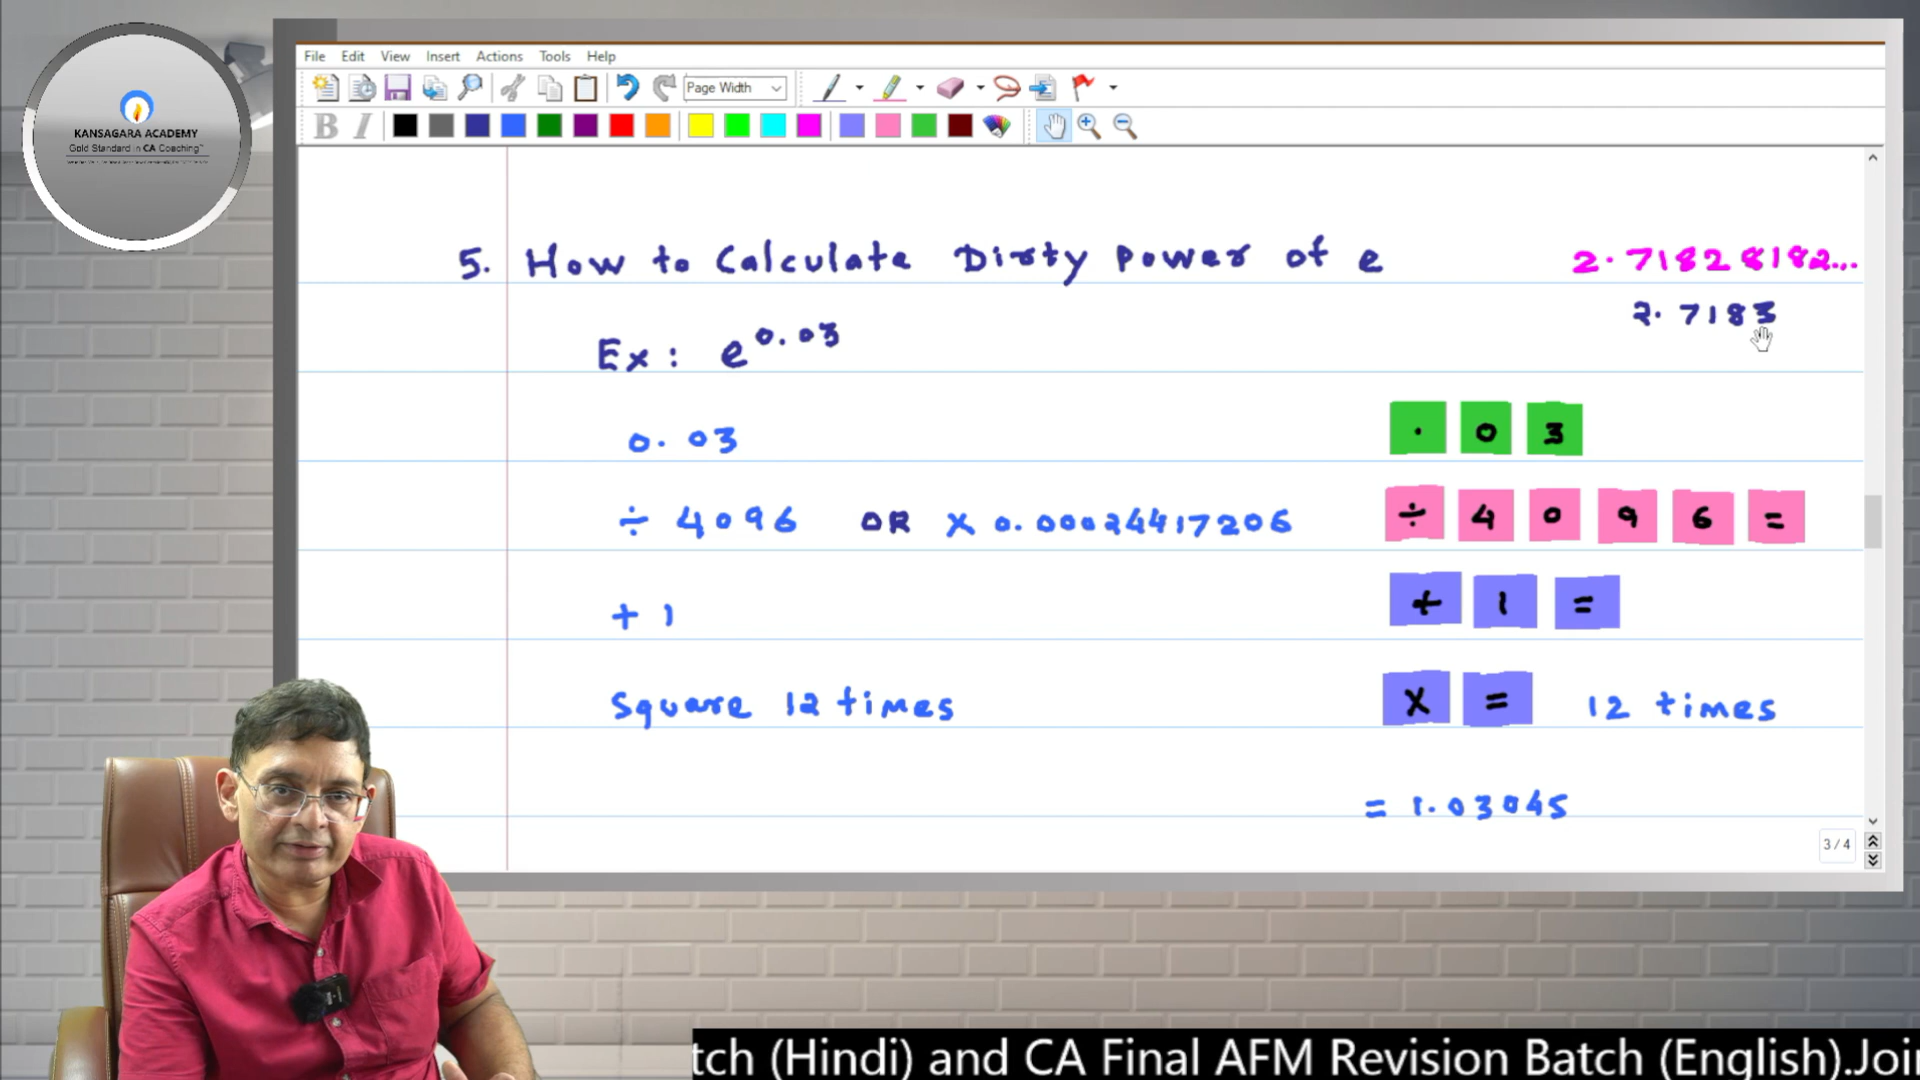 KANSAGARA ACADEMY
Gold Standard in CA Coaching™
File Edit View Insert Actions Tools Help
Page Width
B I
5. How to Calculate Dirty Power of e 2.71828182...
2.7183
Ex: e^0.03
0.03 . 0 3
÷ 4096 OR x 0.00024417206 ÷ 4 0 9 6 =
+ 1 + 1 =
Square 12 times x = 12 times
= 1.03045
3 / 4
tch (Hindi) and CA Final AFM Revision Batch (English).Joi